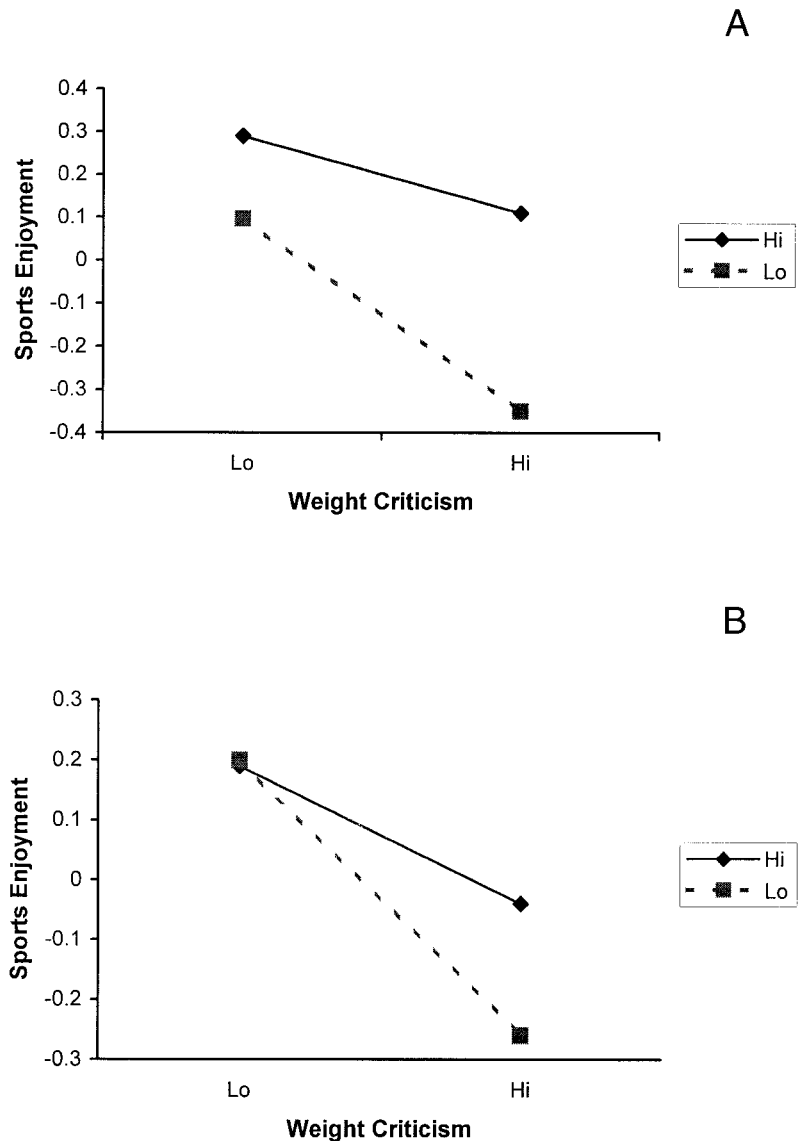 A
0.4
0.3
0.2
0.1
0
-0.1
-0.2
-0.3
-0.4
Sports Enjoyment
Lo Hi
Weight Criticism
Hi
Lo
B
0.3
0.2
0.1
0
-0.1
-0.2
-0.3
Sports Enjoyment
Lo Hi
Weight Criticism
Hi
Lo